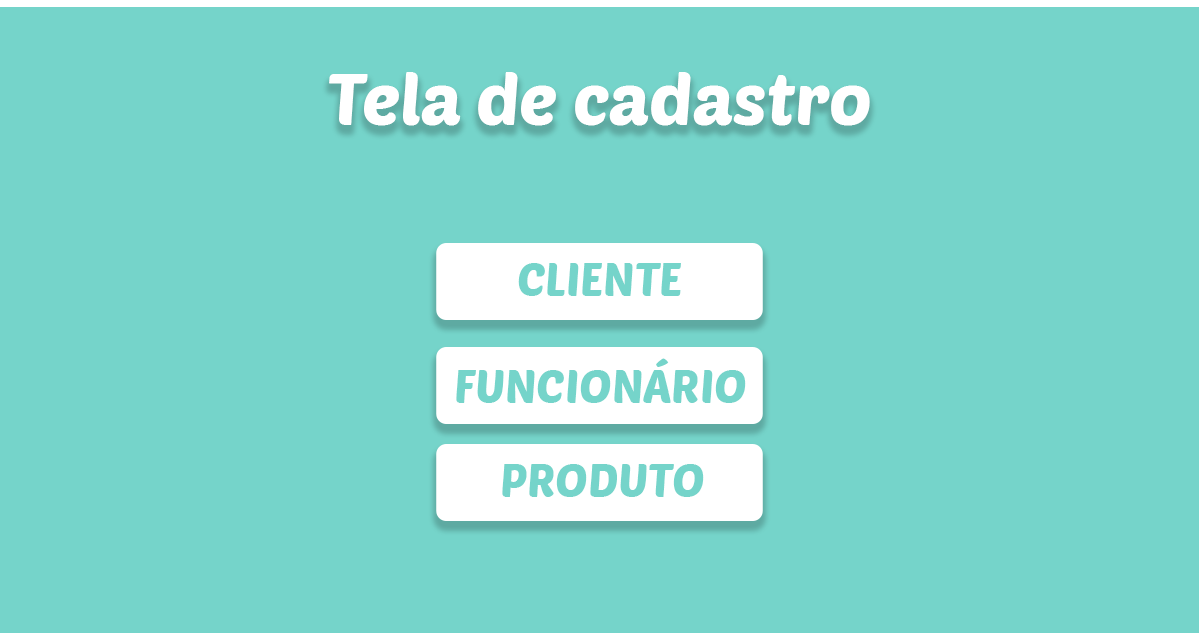 Tela de cadastro
CLIENTE
FUNCIONÁRIO
PRODUTO